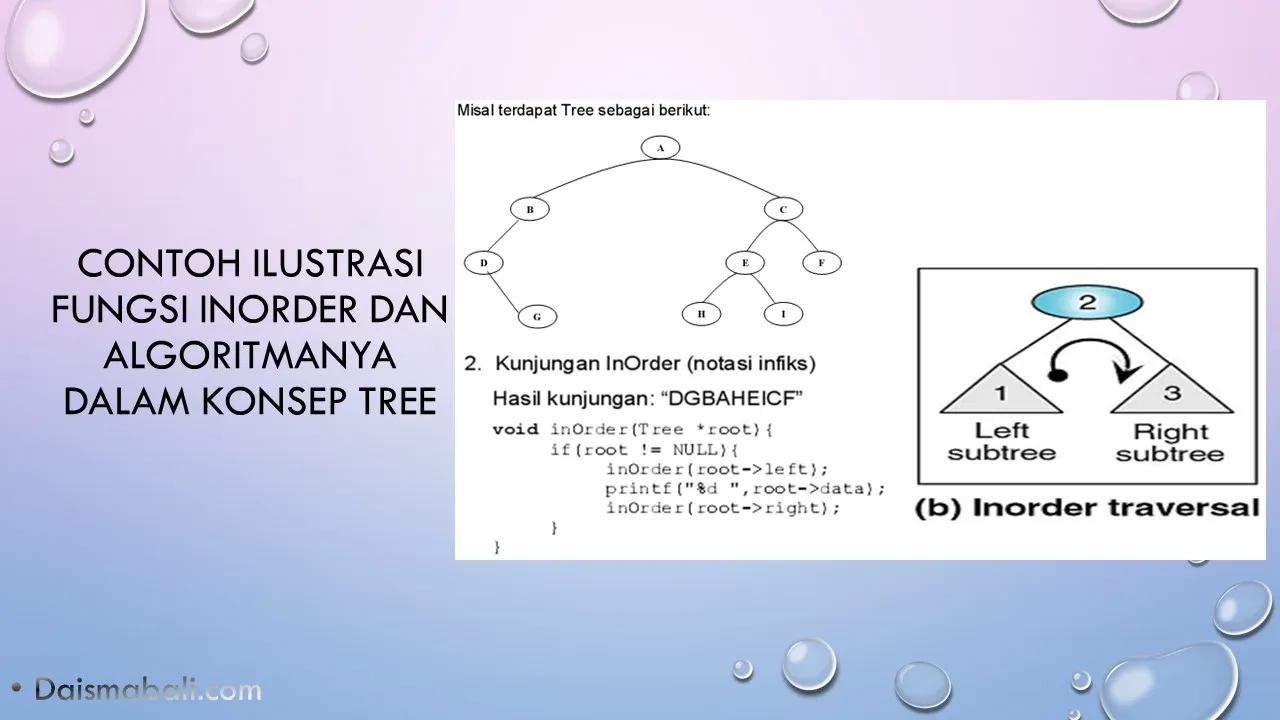 CONTOH ILUSTRASI
FUNGSI INORDER DAN
ALGORITMANYA
DALAM KONSEP TREE
Misal terdapat Tree sebagai berikut:
A
B
C
D
E
F
G
H
I
2. Kunjungan InOrder (notasi infiks)
Hasil kunjungan: “DGBAHEICF”
void inOrder(Tree *root){
if(root != NULL){
inOrder(root->left);
printf("%d ",root->data);
inOrder(root->right);
}
}
2
1
3
Left
subtree
Right
subtree
(b) Inorder traversal
• Daismabali.com